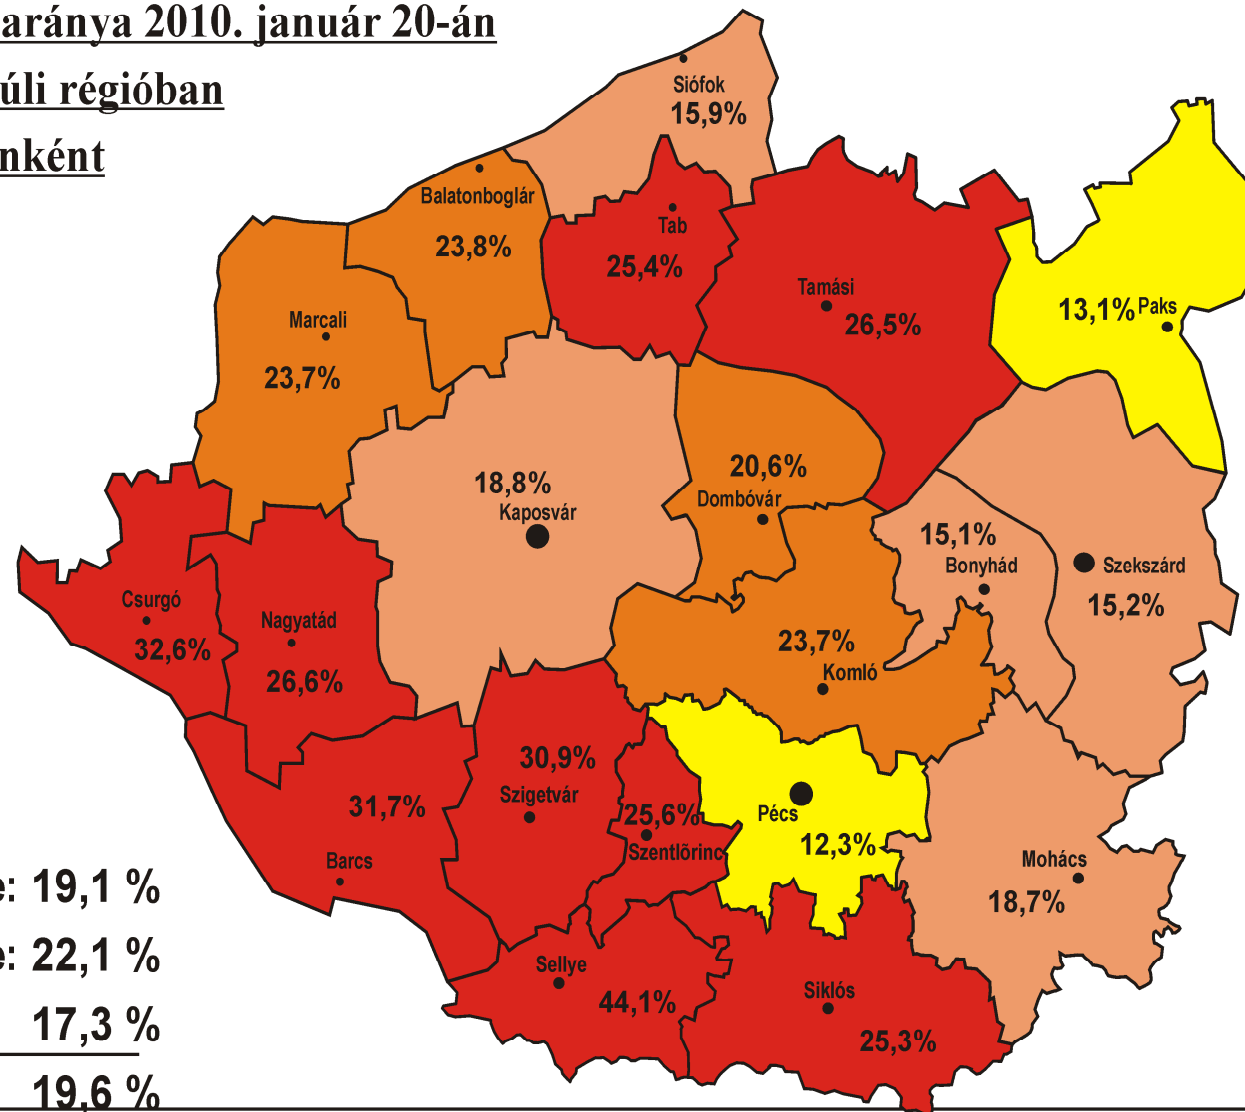 aránya 2010. január 20-án
úli régióban
nként
Siófok
15,9%
Balatonboglár
23,8%
Tab
25,4%
Tamási
26,5%
13,1% Paks
Marcali
23,7%
20,6%
Dombóvár
18,8%
Kaposvár
15,1%
Bonyhád
Szekszárd
15,2%
Csurgó
32,6%
Nagyatád
26,6%
23,7%
Komló
30,9%
Szigetvár
31,7%
Barcs
25,6%
Szentlõrinc
Pécs
12,3%
Mohács
18,7%
Sellye
44,1%
Siklós
25,3%
e: 19,1 %
e: 22,1 %
17,3 %
19,6 %